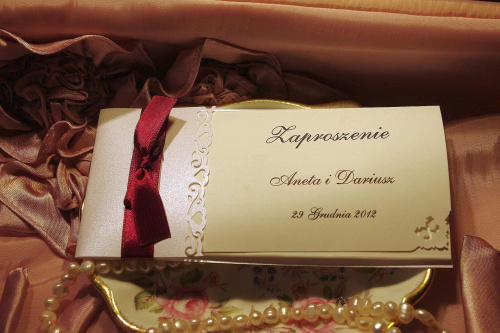 Zaproszenie
Aneta i Dariusz
29 Grudnia 2012